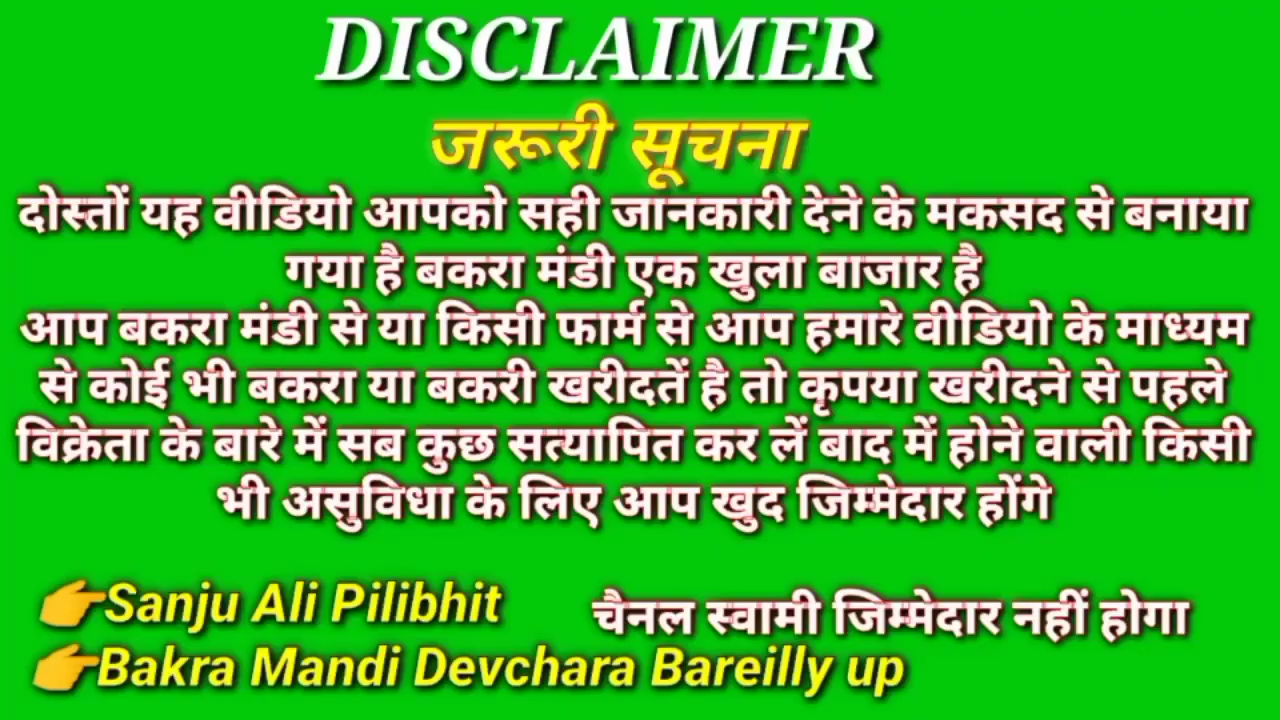 DISCLAIMER
जरूरी सूचना
दोस्तों यह वीडियो आपको सही जानकारी देने के मकसद से बनाया
गया है बकरा मंडी एक खुला बाजार है
आप बकरा मंडी से या किसी फार्म से आप हमारे वीडियो के माध्यम
से कोई भी बकरा या बकरी खरीदतें है तो कृपया खरीदने से पहले
विक्रेता के बारे में सब कुछ सत्यापित कर लें बाद में होने वाली किसी
भी असुविधा के लिए आप खुद जिम्मेदार होंगे
👉Sanju Ali Pilibhit
चैनल स्वामी जिम्मेदार नहीं होगा
👉Bakra Mandi Devchara Bareilly up